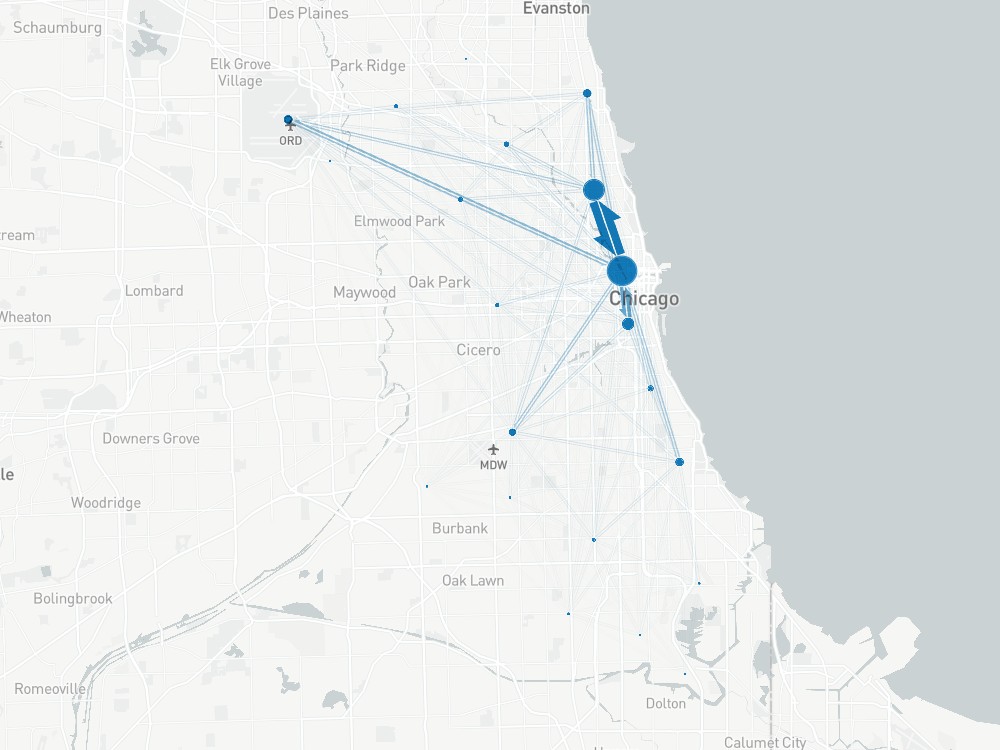 Evanston
Des Plaines
Schaumburg
Elk Grove
Village
Park Ridge
ORD
Elmwood Park
ream
Oak Park
Lombard
Maywood
Chicago
Wheaton
Cicero
Downers Grove
MDW
le
Woodridge
Burbank
Oak Lawn
Bolingbrook
Romeoville
Dolton
Calumet City